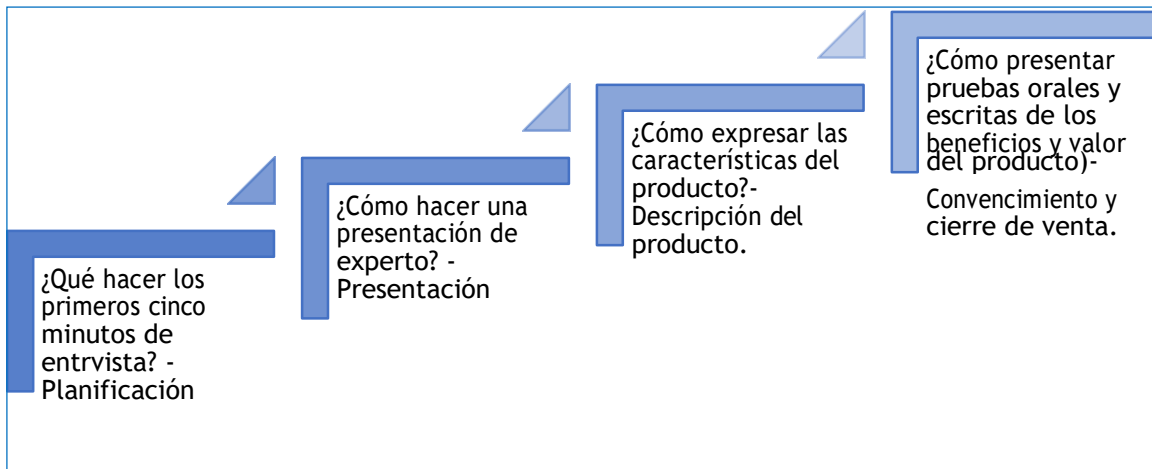 ¿Qué hacer los
primeros cinco
minutos de
entrvista? -
Planificación
¿Cómo hacer una
presentación de
experto? -
Presentación
¿Cómo expresar las
características del
producto?-
Descripción del
producto.
¿Cómo presentar
pruebas orales y
escritas de los
beneficios y valor
del producto)-
Convencimiento y
cierre de venta.